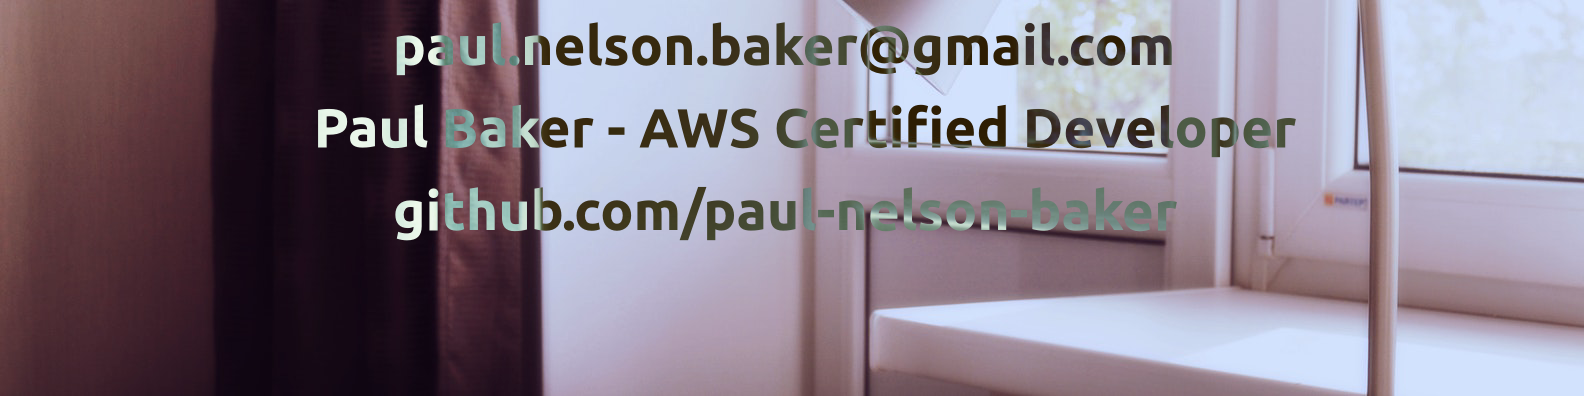 paul.nelson.baker@gmail.com
Paul Baker - AWS Certified Developer
github.com/paul-nelson-baker